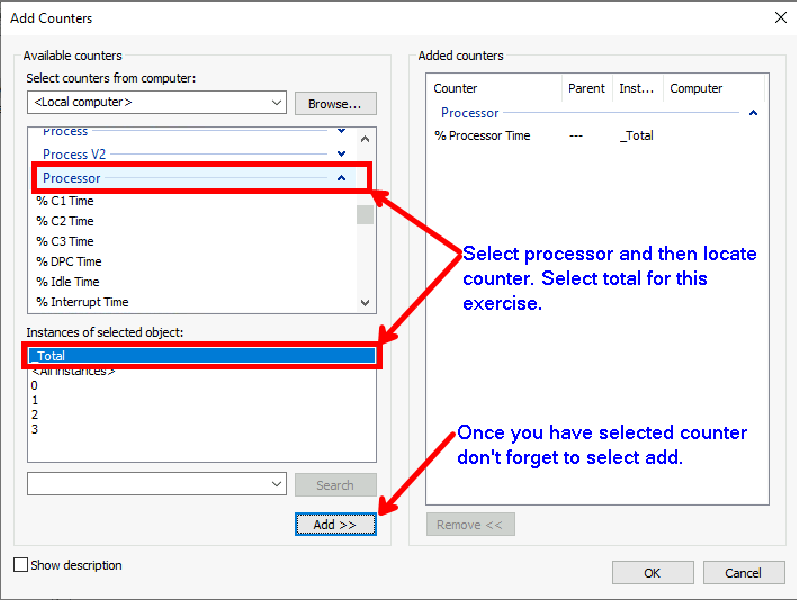 Add Counters
Available counters
Select counters from computer:
<Local computer>
Browse...
Process
Process V2
Processor
% C1 Time
% C2 Time
% C3 Time
% DPC Time
% Idle Time
% Interrupt Time
Instances of selected object:
_Total
<All instances>
0
1
2
3
Search
Add >>
Show description
Added counters
Counter Parent Inst... Computer
Processor
% Processor Time --- _Total
Select processor and then locate
counter. Select total for this
exercise.
Once you have selected counter
don't forget to select add.
Remove <<
OK
Cancel